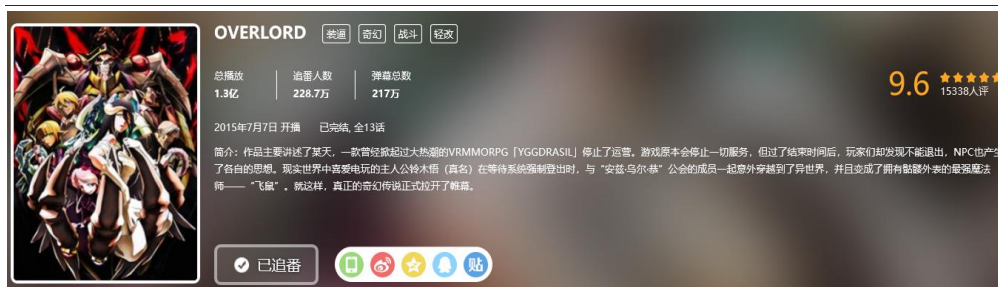 OVERLORD 装逼 奇幻 战斗 轻改
总播放 追番人数 弹幕总数
1.3亿 228.7万 217万
9.6
15338人评
2015年7月7日 开播 已完结, 全13话
简介：作品主要讲述了某天，一款曾经掀起过大热潮的VRMMORPG「YGGDRASIL」停止了运营。游戏原本会停止一切服务，但过了结束时间后，玩家们却发现不能退出，NPC也产生
了各自的思想。现实世界中喜爱电玩的主人公铃木悟（真名）在等待系统强制登出时，与“安兹·乌尔·恭”公会的成员一起意外穿越到了异世界，并且变成了拥有骷髅外表的最强魔法
师——“飞鼠”。就这样，真正的奇幻传说正式拉开了帷幕。
已追番
贴